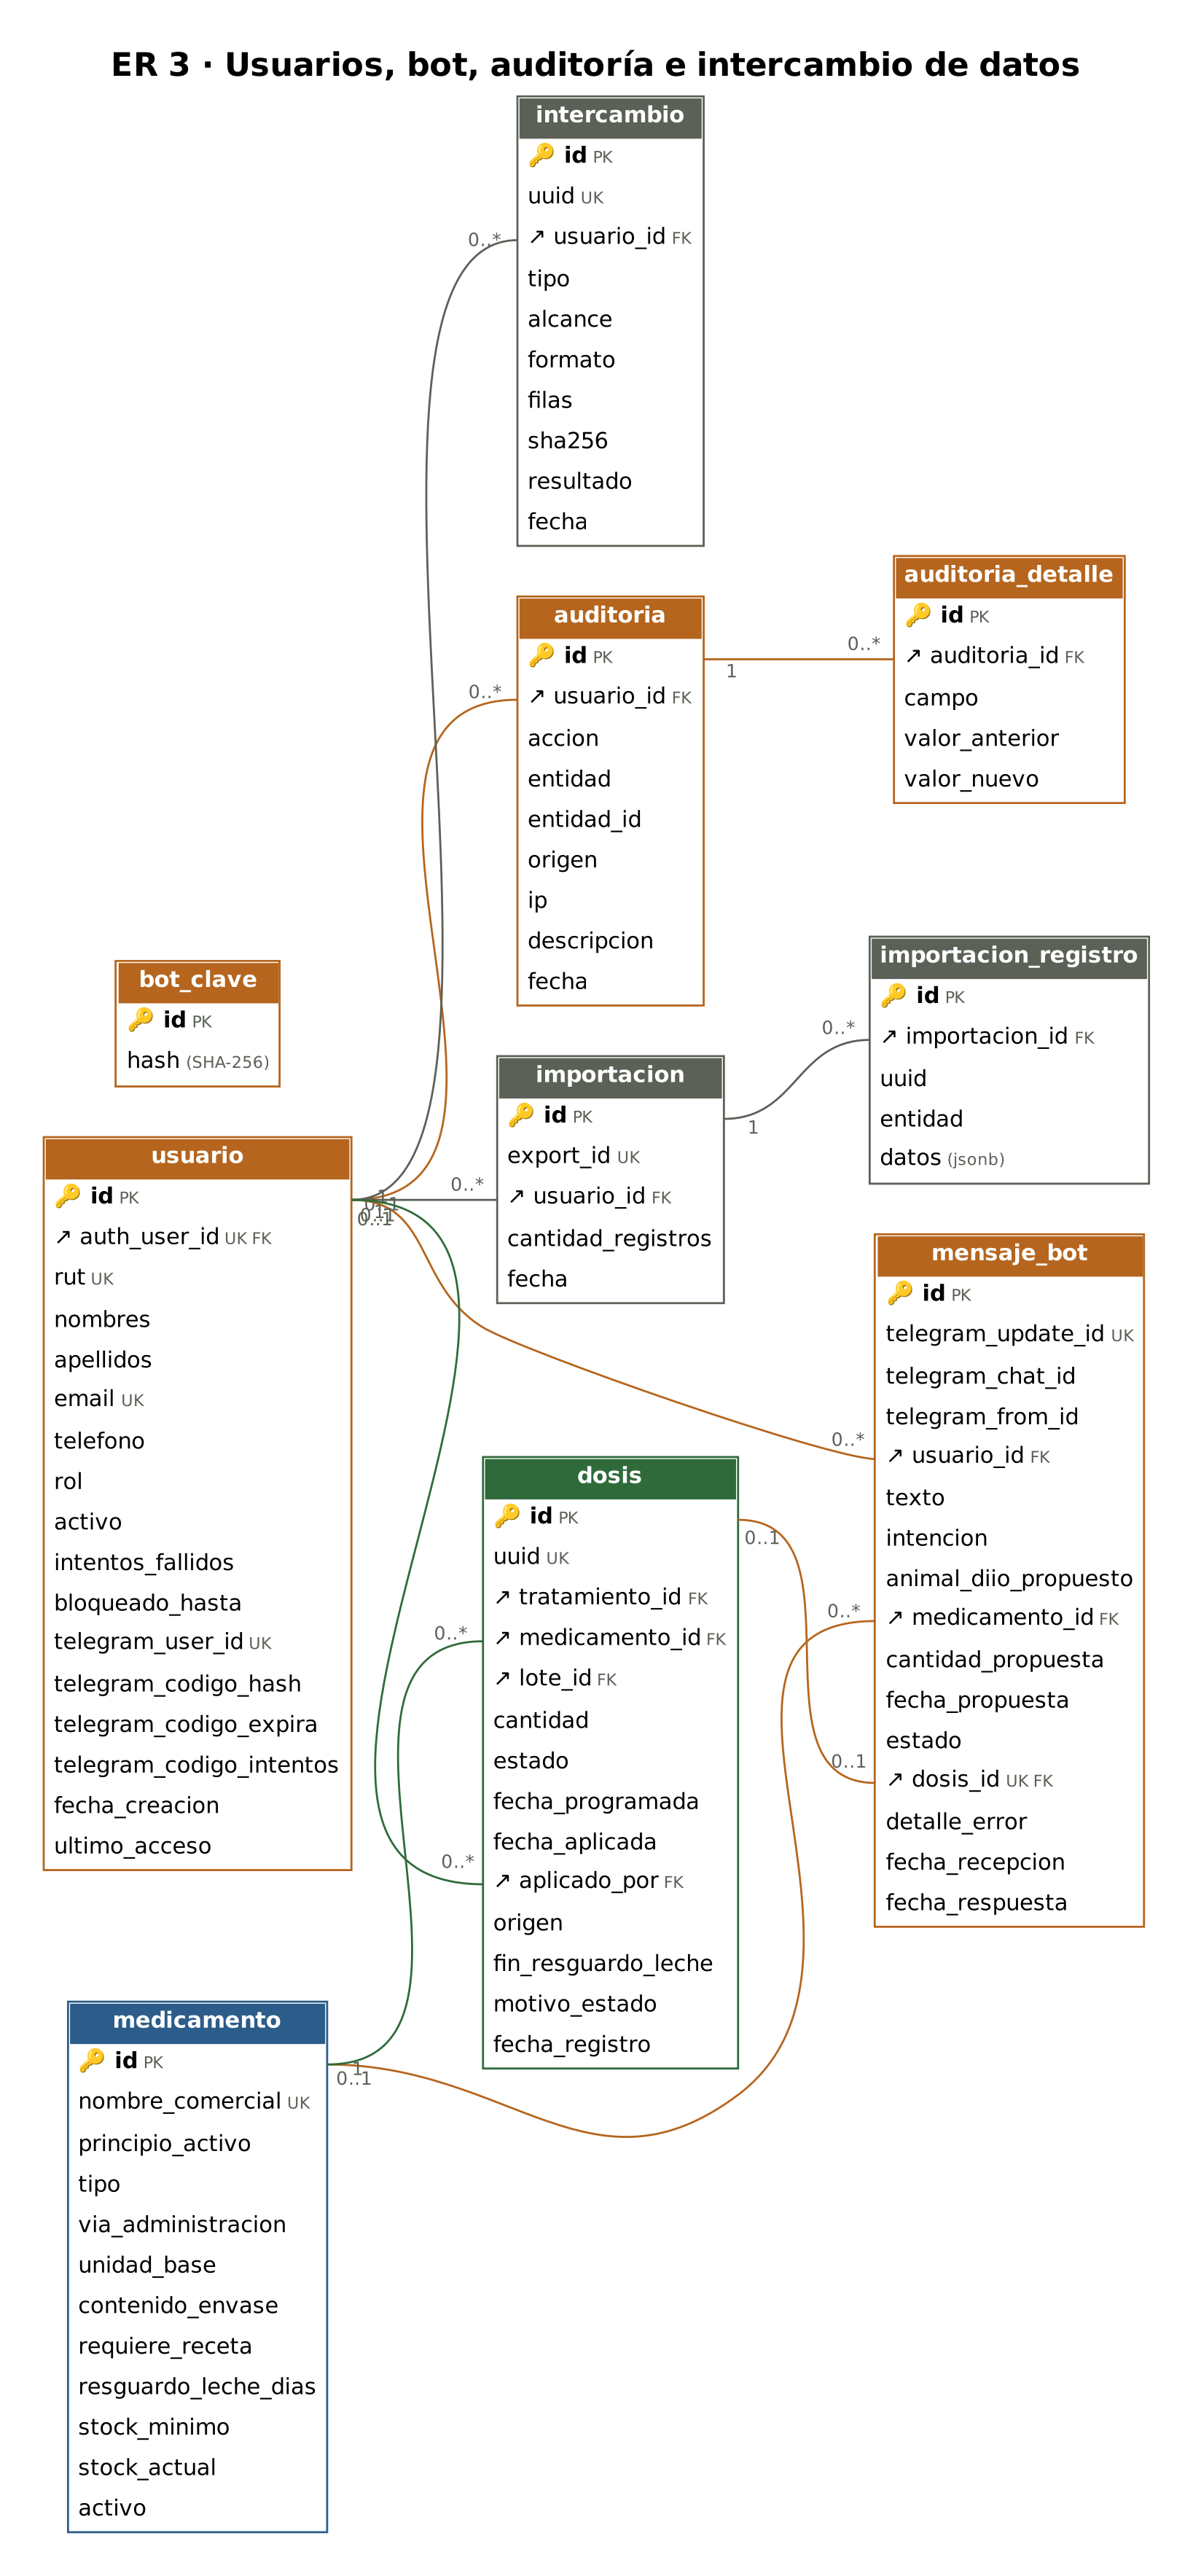 ER 3 · Usuarios, bot, auditoría e intercambio de datos
intercambio
🔑 id PK
uuid UK
↗ usuario_id FK
tipo
alcance
formato
filas
sha256
resultado
fecha
0..*
auditoria
🔑 id PK
↗ usuario_id FK
accion
entidad
entidad_id
origen
ip
descripcion
fecha
0..*
1
auditoria_detalle
🔑 id PK
↗ auditoria_id FK
campo
valor_anterior
valor_nuevo
0..*
bot_clave
🔑 id PK
hash (SHA-256)
importacion
🔑 id PK
export_id UK
↗ usuario_id FK
cantidad_registros
fecha
0..*
1
importacion_registro
🔑 id PK
↗ importacion_id FK
uuid
entidad
datos (jsonb)
0..*
usuario
🔑 id PK
↗ auth_user_id UK FK
rut UK
nombres
apellidos
email UK
telefono
rol
activo
intentos_fallidos
bloqueado_hasta
telegram_user_id UK
telegram_codigo_hash
telegram_codigo_expira
telegram_codigo_intentos
fecha_creacion
ultimo_acceso
0..1
mensaje_bot
🔑 id PK
telegram_update_id UK
telegram_chat_id
telegram_from_id
↗ usuario_id FK
texto
intencion
animal_diio_propuesto
↗ medicamento_id FK
cantidad_propuesta
fecha_propuesta
estado
↗ dosis_id UK FK
detalle_error
fecha_recepcion
fecha_respuesta
0..*
0..*
0..1
dosis
🔑 id PK
uuid UK
↗ tratamiento_id FK
↗ medicamento_id FK
↗ lote_id FK
cantidad
estado
fecha_programada
fecha_aplicada
↗ aplicado_por FK
origen
fin_resguardo_leche
motivo_estado
fecha_registro
0..1
0..*
0..*
medicamento
🔑 id PK
nombre_comercial UK
principio_activo
tipo
via_administracion
unidad_base
contenido_envase
requiere_receta
resguardo_leche_dias
stock_minimo
stock_actual
activo
1
0..1